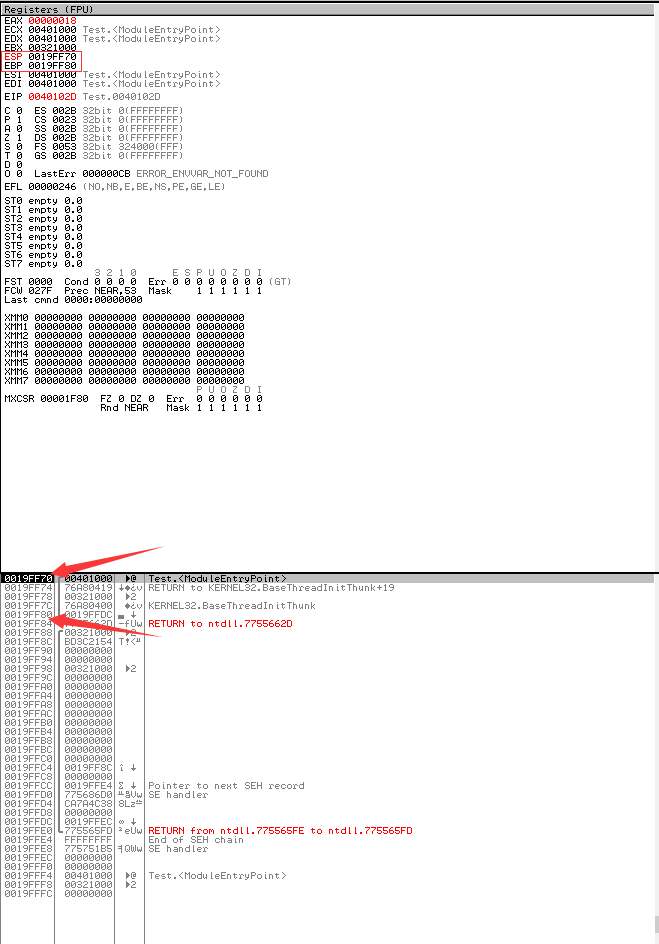 Registers (FPU)
EAX 00000018
ECX 00401000 Test.<ModuleEntryPoint>
EDX 00401000 Test.<ModuleEntryPoint>
EBX 00321000
ESP 0019FF70
EBP 0019FF80
ESI 00401000 Test.<ModuleEntryPoint>
EDI 00401000 Test.<ModuleEntryPoint>
EIP 0040102D Test.0040102D
C 0 ES 002B 32bit 0(FFFFFFFF)
P 1 CS 0023 32bit 0(FFFFFFFF)
A 0 SS 002B 32bit 0(FFFFFFFF)
Z 1 DS 002B 32bit 0(FFFFFFFF)
S 0 FS 0053 32bit 324000(FFF)
T 0 GS 002B 32bit 0(FFFFFFFF)
D 0
O 0 LastErr 000000CB ERROR_ENVVAR_NOT_FOUND
EFL 00000246 (NO,NB,E,BE,NS,PE,GE,LE)
ST0 empty 0.0
ST1 empty 0.0
ST2 empty 0.0
ST3 empty 0.0
ST4 empty 0.0
ST5 empty 0.0
ST6 empty 0.0
ST7 empty 0.0
3 2 1 0 E S P U O Z D I
FST 0000 Cond 0 0 0 0 Err 0 0 0 0 0 0 0 0 (GT)
FCW 027F Prec NEAR,53 Mask 1 1 1 1 1 1
Last cmnd 0000:00000000
XMM0 00000000 00000000 00000000 00000000
XMM1 00000000 00000000 00000000 00000000
XMM2 00000000 00000000 00000000 00000000
XMM3 00000000 00000000 00000000 00000000
XMM4 00000000 00000000 00000000 00000000
XMM5 00000000 00000000 00000000 00000000
XMM6 00000000 00000000 00000000 00000000
XMM7 00000000 00000000 00000000 00000000
P U O Z D I
MXCSR 00001F80 FZ 0 DZ 0 Err 0 0 0 0 0 0
Rnd NEAR Mask 1 1 1 1 1 1
0019FF70 00401000 Test.<ModuleEntryPoint>
0019FF74 76A80419 RETURN to KERNEL32.BaseThreadInitThunk+19
0019FF78 00321000
0019FF7C 76A80400 KERNEL32.BaseThreadInitThunk
0019FF80 0019FFDC
0019FF84 7755662D RETURN to ntdll.7755662D
0019FF88 00321000
0019FF8C BD3C2154
0019FF90 00000000
0019FF94 00000000
0019FF98 00321000
0019FF9C 00000000
0019FFA0 00000000
0019FFA4 00000000
0019FFA8 00000000
0019FFAC 00000000
0019FFB0 00000000
0019FFB4 00000000
0019FFB8 00000000
0019FFBC 00000000
0019FFC0 00000000
0019FFC4 0019FF8C
0019FFC8 00000000
0019FFCC 0019FFE4 Pointer to next SEH record
0019FFD0 775686D0 SE handler
0019FFD4 CA7A4C38
0019FFD8 00000000
0019FFDC 0019FFEC
0019FFE0 775565FD RETURN from ntdll.775565FE to ntdll.775565FD
0019FFE4 FFFFFFFF End of SEH chain
0019FFE8 775751B5 SE handler
0019FFEC 00000000
0019FFF0 00000000
0019FFF4 00401000 Test.<ModuleEntryPoint>
0019FFF8 00321000
0019FFFC 00000000